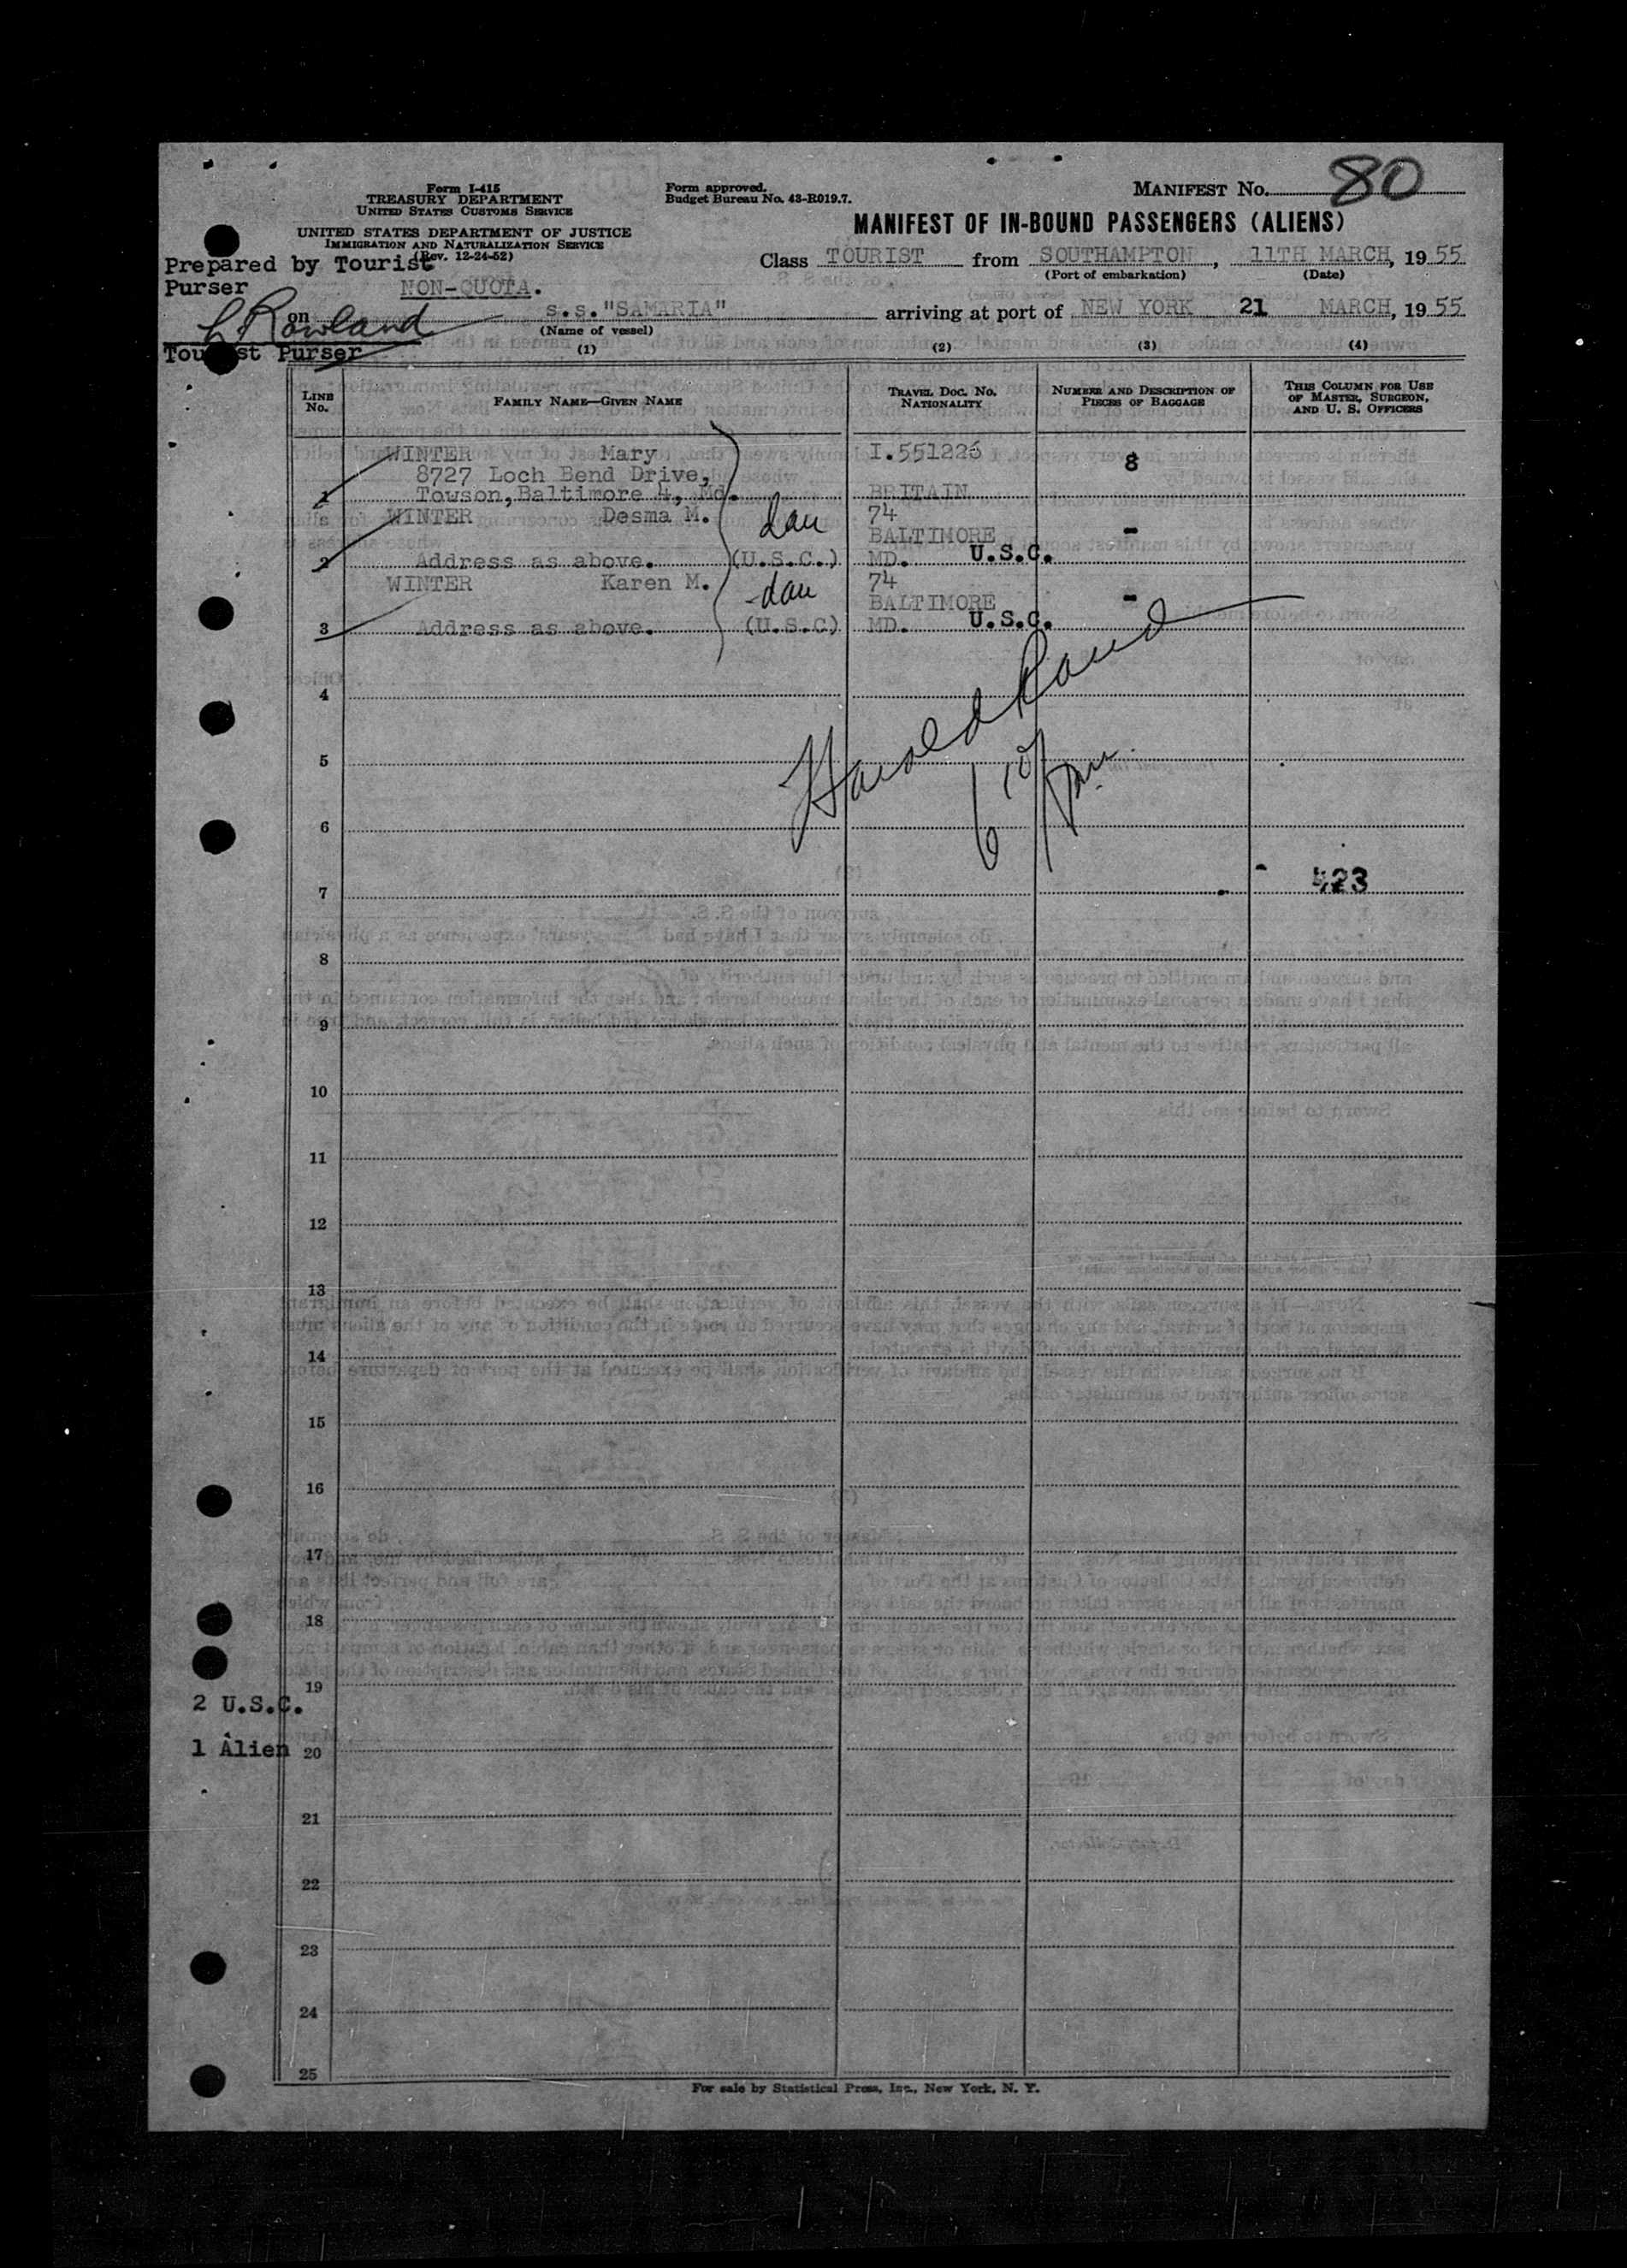 Form I-415
TREASURY DEPARTMENT
UNITED STATES CUSTOMS SERVICE
UNITED STATES DEPARTMENT OF JUSTICE
IMMIGRATION AND NATURALIZATION SERVICE
(Rev. 12-24-52)
Form approved.
Budget Bureau No. 43-R019.7.
MANIFEST No. 80
MANIFEST OF IN-BOUND PASSENGERS (ALIENS)
Prepared by Tourist
Purser
NON-QUOTA.
Class TOURIST from SOUTHAMPTON, 11TH MARCH, 1955
(Port of embarkation) (Date)
L Rowland
on s.s."SAMARIA" arriving at port of NEW YORK 21 MARCH, 1955
(Name of vessel)
Tourist Purser
(1) (2) (3) (4)
LINE No.
FAMILY NAME—GIVEN NAME
TRAVEL DOC. NO. NATIONALITY
NUMBER AND DESCRIPTION OF PIECES OF BAGGAGE
THIS COLUMN FOR USE OF MASTER, SURGEON, AND U. S. OFFICERS
WINTER Mary I.551226 8
8727 Loch Bend Drive,
1 Towson, Baltimore 4, Md. BRITAIN
WINTER Desma M. dau 74
BALTIMORE -
2 Address as above. (U.S.C.) MD. U.S.C.
WINTER Karen M. dau 74
BALTIMORE -
3 Address as above. (U.S.C) MD. U.S.C.
4
5
6
7 423
8
9
10
11
12
13
14
15
16
17
18
19
2 U.S.C.
1 Alien 20
21
22
23
24
25
For sale by Statistical Press, Inc., New York, N. Y.